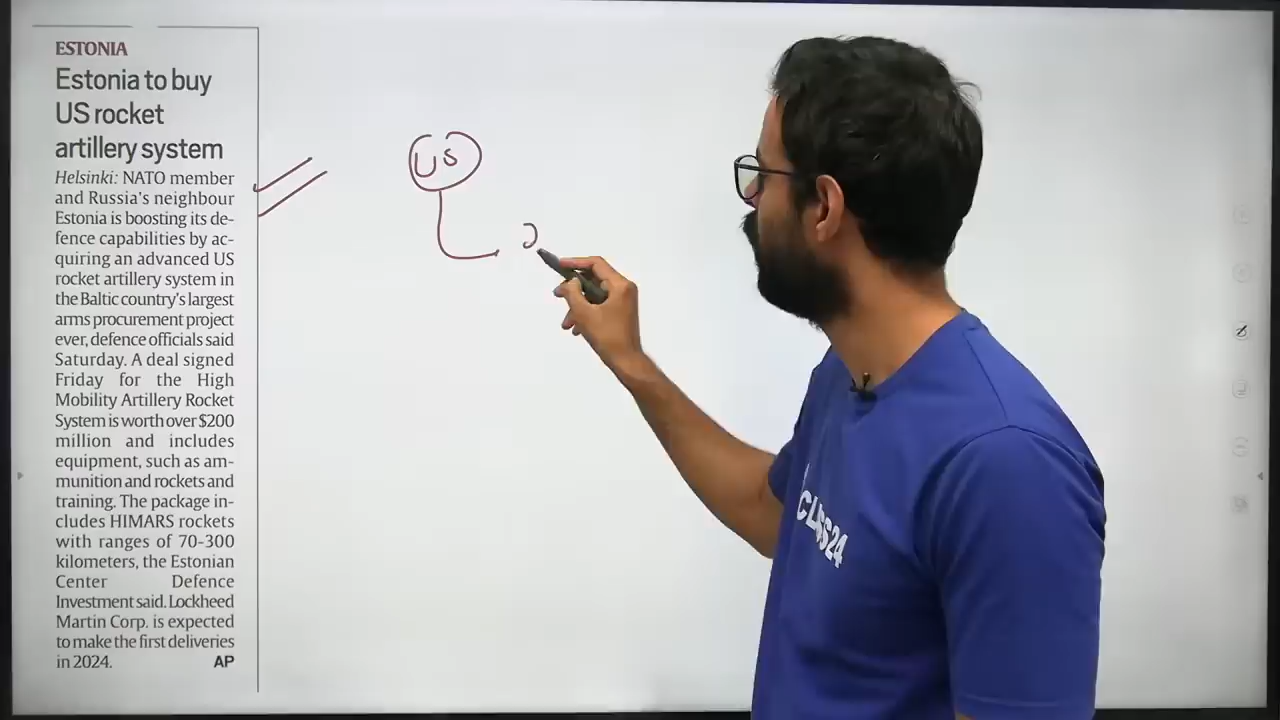 ESTONIA
Estonia to buy
US rocket
artillery system
Helsinki: NATO member
and Russia's neighbour
Estonia is boosting its de-
fence capabilities by ac-
quiring an advanced US
rocket artillery system in
the Baltic country's largest
arms procurement project
ever, defence officials said
Saturday. A deal signed
Friday for the High
Mobility Artillery Rocket
System is worth over $200
million and includes
equipment, such as am-
munition and rockets and
training. The package in-
cludes HIMARS rockets
with ranges of 70-300
kilometers, the Estonian
Center Defence
Investment said. Lockheed
Martin Corp. is expected
to make the first deliveries
in 2024. AP
US
CLASS24